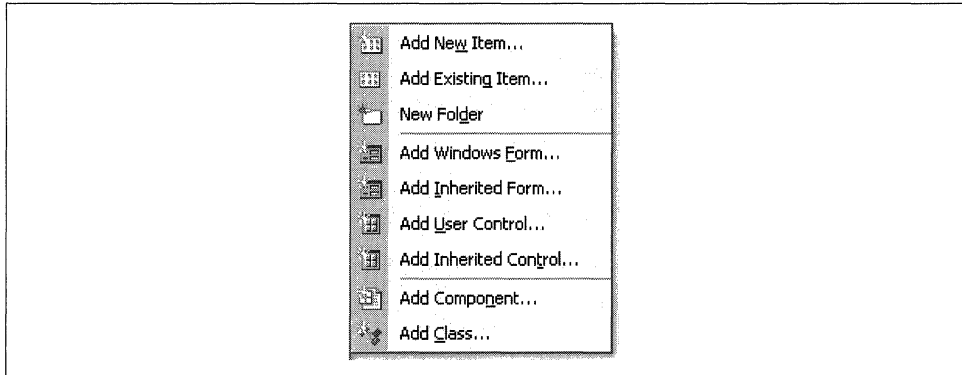 Add New Item...
Add Existing Item...
New Folder
Add Windows Form...
Add Inherited Form...
Add User Control...
Add Inherited Control...
Add Component...
Add Class...